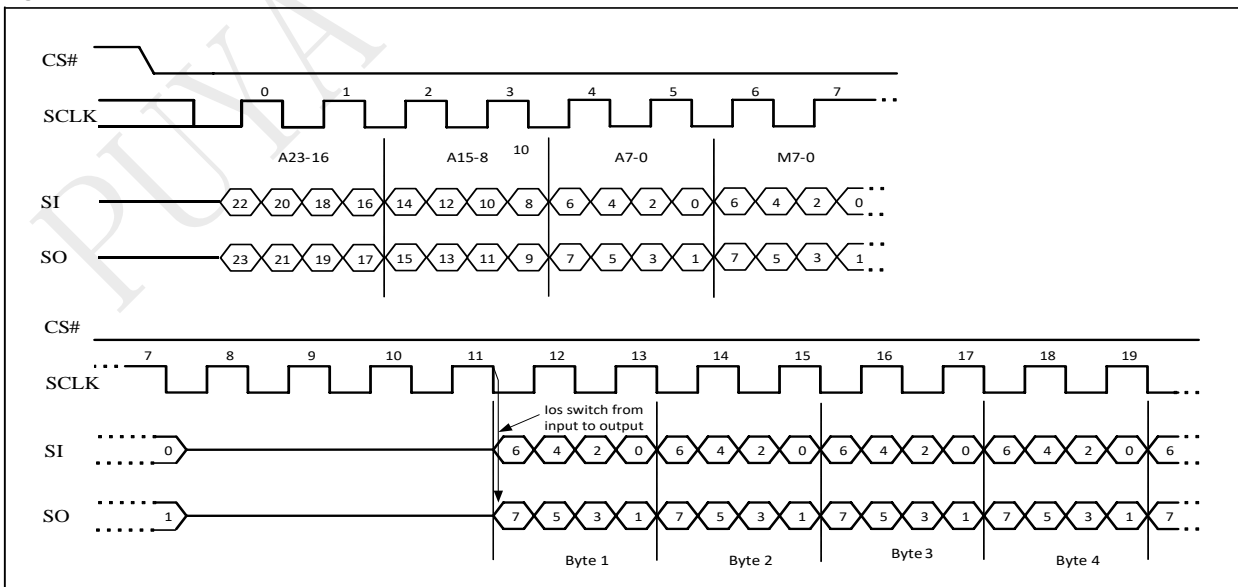 PUYA
CS#
0 1 2 3 4 5 6 7
SCLK
A23-16 A15-8 10 A7-0 M7-0
SI 22 20 18 16 14 12 10 8 6 4 2 0 6 4 2 0
SO 23 21 19 17 15 13 11 9 7 5 3 1 7 5 3 1
CS#
7 8 9 10 11 12 13 14 15 16 17 18 19
SCLK
Ios switch from
input to output
SI 0 6 4 2 0 6 4 2 0 6 4 2 0 6 4 2 0 6
SO 1 7 5 3 1 7 5 3 1 7 5 3 1 7 5 3 1 7
Byte 1 Byte 2 Byte 3 Byte 4